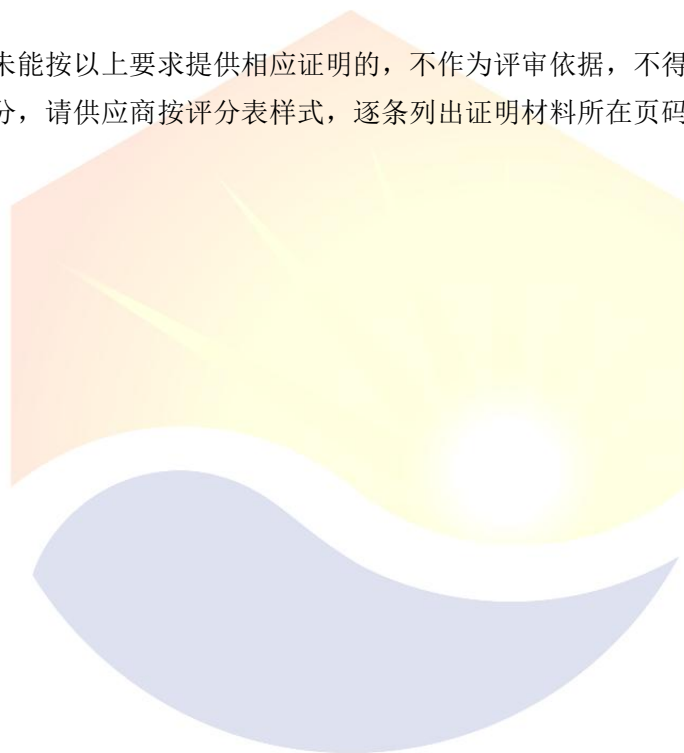 未能按以上要求提供相应证明的，不作为评审依据，不得
分，请供应商按评分表样式，逐条列出证明材料所在页码